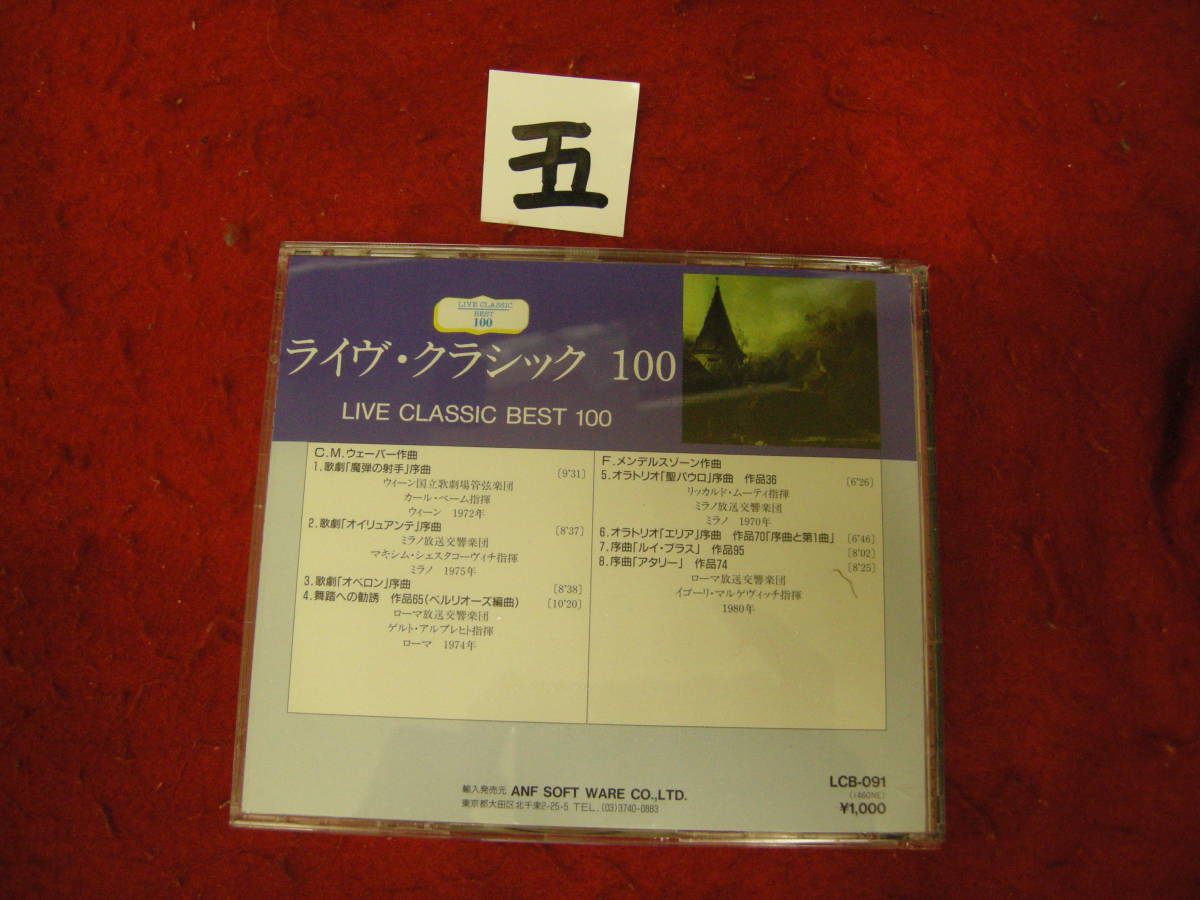 五
LIVE CLASSIC
BEST
100
ライヴ・クラシック 100
LIVE CLASSIC BEST 100
C.M.ウェーバー作曲
1.歌劇「魔弾の射手」序曲 〔9'31〕
ウィーン国立歌劇場管弦楽団
カール・ベーム指揮
ウィーン 1972年
2.歌劇「オイリュアンテ」序曲 〔8'37〕
ミラノ放送交響楽団
マキシム・シェスタコーヴィチ指揮
ミラノ 1975年
3.歌劇「オベロン」序曲 〔8'38〕
4.舞踏への勧誘 作品65(ベルリオーズ編曲) 〔10'20〕
ローマ放送交響楽団
ゲルト・アルブレヒト指揮
ローマ 1974年
F.メンデルスゾーン作曲
5.オラトリオ「聖パウロ」序曲 作品36 〔6'26〕
リッカルド・ムーティ指揮
ミラノ放送交響楽団
ミラノ 1970年
6.オラトリオ「エリア」序曲 作品70「序曲と第1曲」 〔6'46〕
7.序曲「ルイ・ブラス」 作品95 〔8'02〕
8.序曲「アタリー」 作品74 〔8'25〕
ローマ放送交響楽団
イゴーリ・マルケヴィッチ指揮
1980年
輸入発売元 ANF SOFT WARE CO.,LTD.
東京都大田区北千束2-25-5 TEL.(03)3740-0883
LCB-091
¥1,000